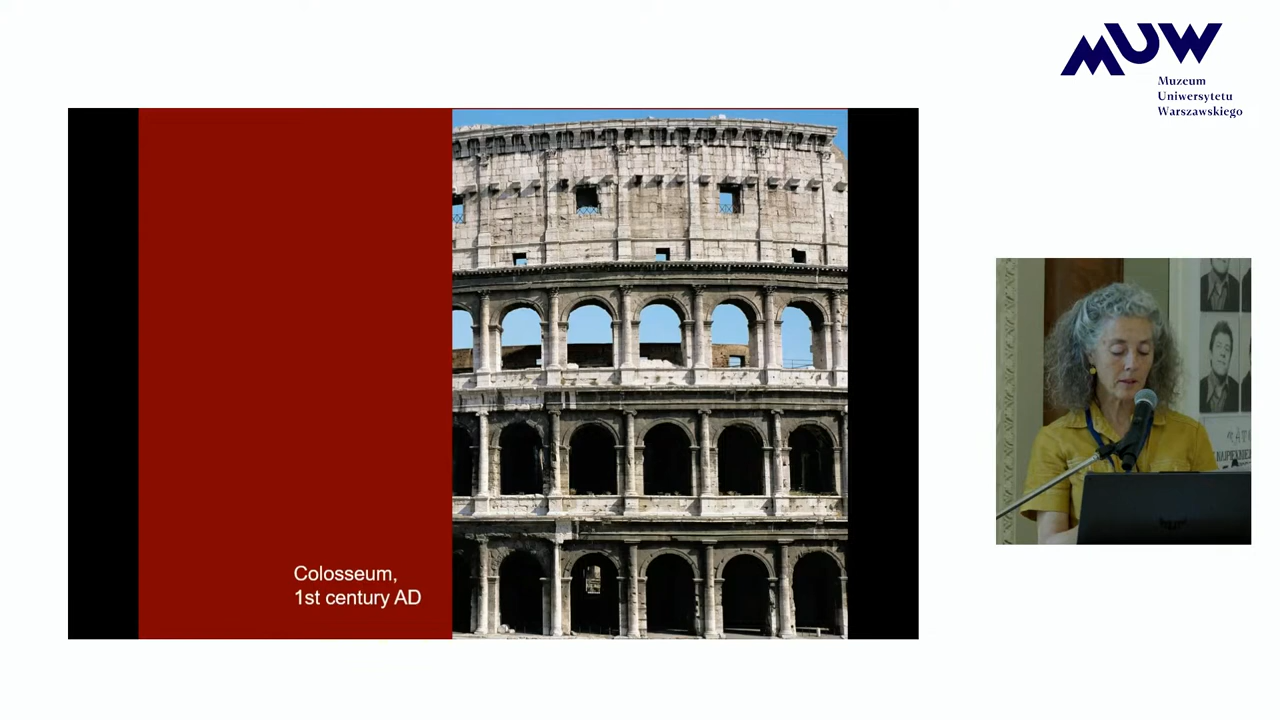 MUW
Muzeum
Uniwersytetu
Warszawskiego
Colosseum,
1st century AD